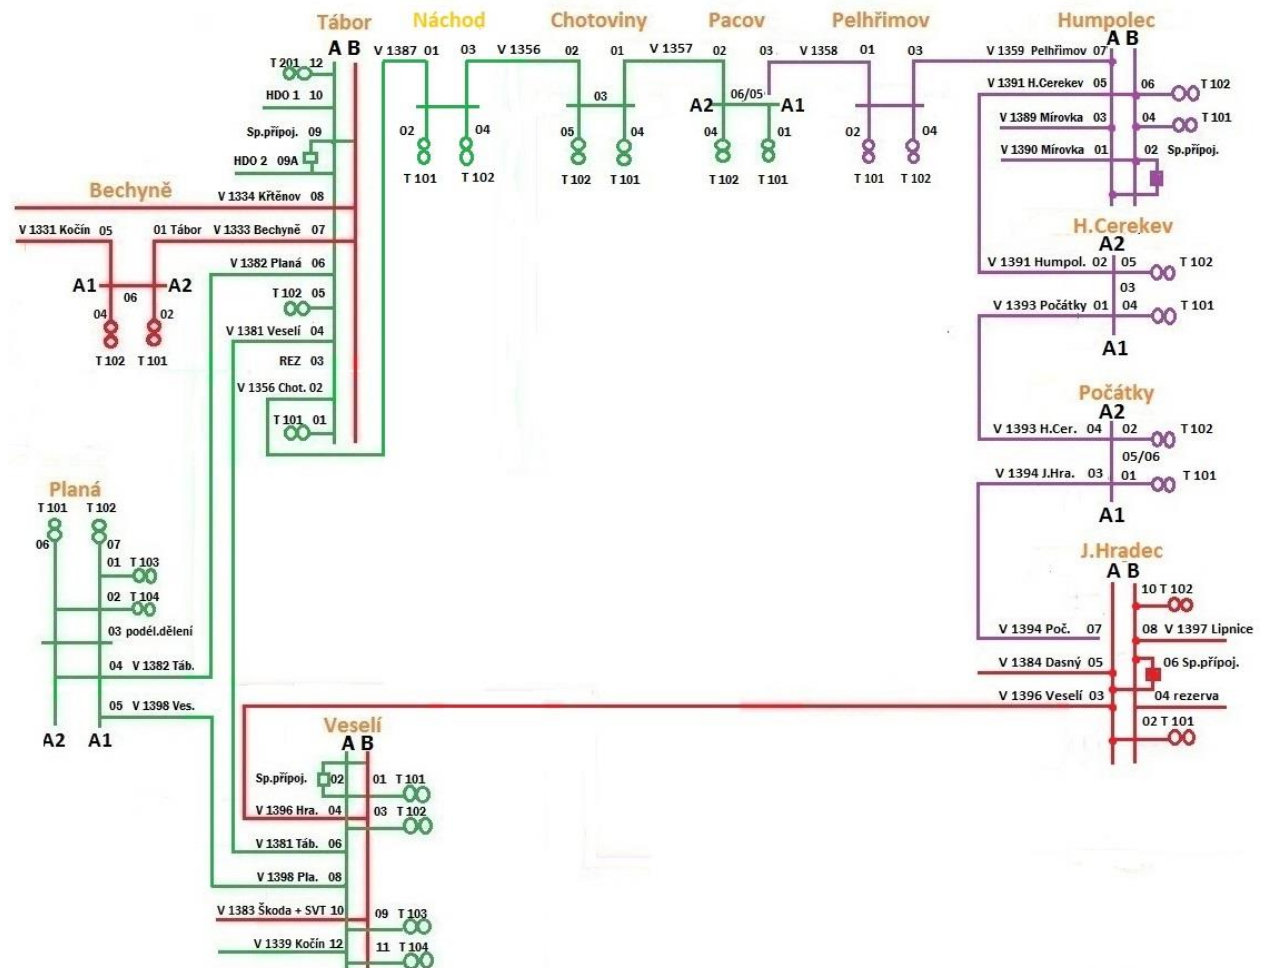 Tábor
A B
T 201 12
HDO 1 10
Sp.přípoj. 09
HDO 2 09A
V 1334 Křtěnov 08
V 1333 Bechyně 07
V 1382 Planá 06
T 102 05
V 1381 Veselí 04
REZ 03
V 1356 Chot. 02
T 101 01
Bechyně
V 1331 Kočín 05
01 Tábor
A1
06
A2
04
02
T 102
T 101
Náchod
V 1387 01
03 V 1356
02
04
T 101
T 102
Chotoviny
02
01 V 1357
03
05
04
T 102
T 101
Pacov
02
03 V 1358
A2
06/05
A1
04
01
T 102
T 101
Pelhřimov
01
03
02
04
T 101
T 102
Humpolec
A B
V 1359 Pelhřimov 07
V 1391 H.Cerekev 05
06
T 102
V 1389 Mírovka 03
04
T 101
V 1390 Mírovka 01
02 Sp.přípoj.
H.Cerekev
A2
V 1391 Humpol. 02
05
T 102
03
V 1393 Počátky 01
04
T 101
A1
Počátky
A2
V 1393 H.Cer. 04
02
T 102
05/06
V 1394 J.Hra. 03
01
T 101
A1
J.Hradec
A B
10 T 102
V 1394 Poč. 07
08 V 1397 Lipnice
V 1384 Dasný 05
06 Sp.přípoj.
V 1396 Veselí 03
04 rezerva
02 T 101
Planá
T 101
T 102
06
07
01 T 103
02 T 104
03 podél.dělení
04 V 1382 Táb.
05 V 1398 Ves.
A2
A1
Veselí
A B
Sp.přípoj. 02
01 T 101
V 1396 Hra. 04
03 T 102
V 1381 Táb. 06
V 1398 Pla. 08
V 1383 Škoda + SVT 10
09 T 103
V 1339 Kočín 12
11 T 104